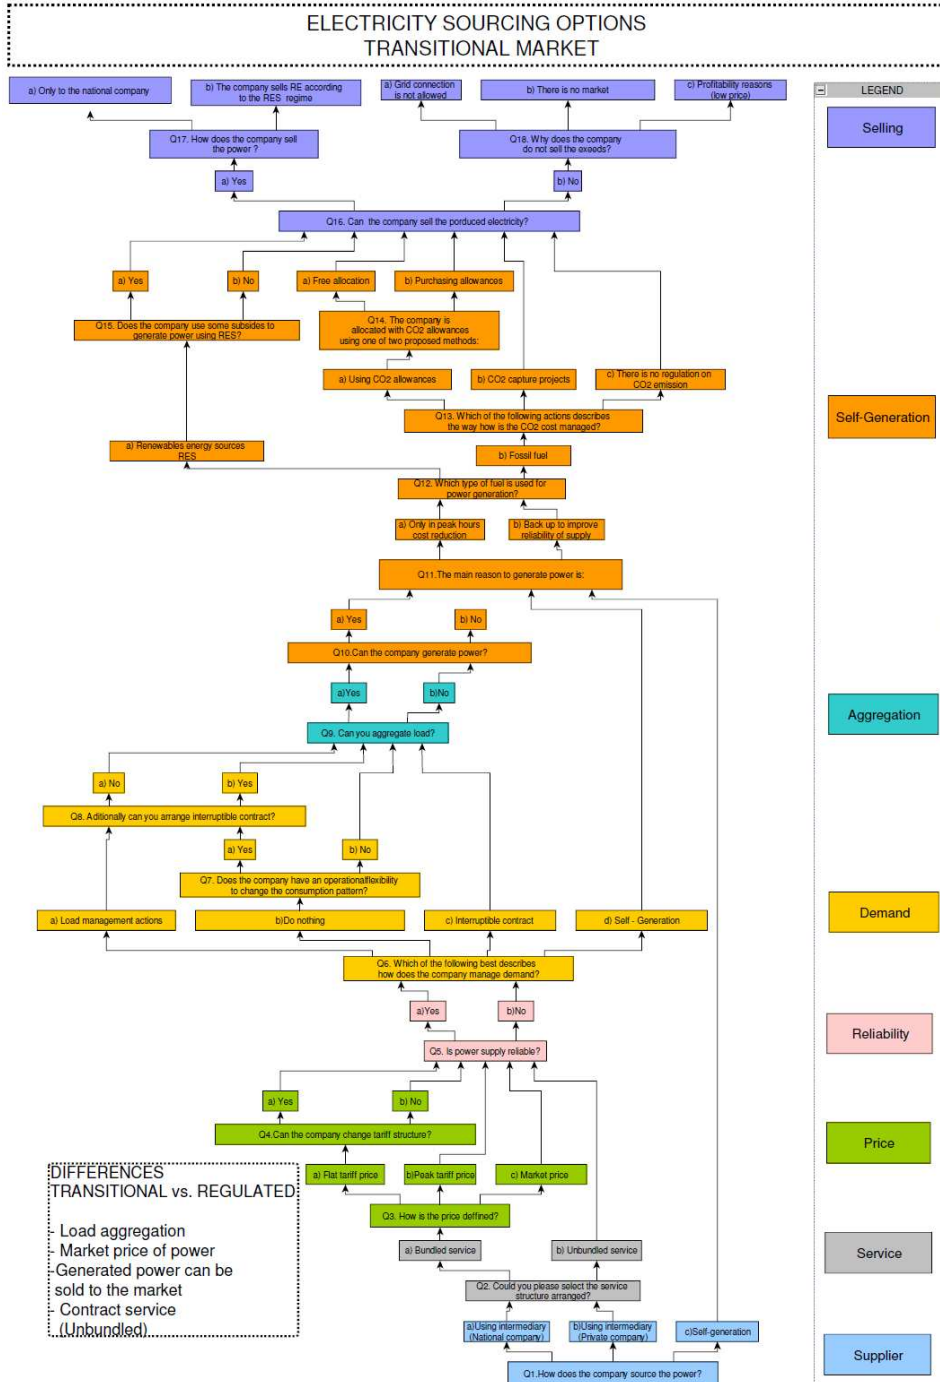 ELECTRICITY SOURCING OPTIONS
TRANSITIONAL MARKET
a) Only to the national company
b) The company sells RE according
to the RES regime
a) Grid connection
is not allowed
b) There is no market
c) Profitability reasons
(low price)
Q17. How does the company sell
the power ?
Q18. Why does the company
do not sell the exeeds?
a) Yes
b) No
Q16. Can the company sell the porduced electricity?
a) Yes
b) No
a) Free allocation
b) Purchasing allowances
Q15. Does the company use some subsides to
generate power using RES?
Q14. The company is
allocated with CO2 allowances
using one of two proposed methods:
a) Using CO2 allowances
b) CO2 capture projects
c) There is no regulation on
CO2 emission
Q13. Which of the following actions describes
the way how is the CO2 cost managed?
a) Renewables energy sources
RES
b) Fossil fuel
Q12. Which type of fuel is used for
power generation?
a) Only in peak hours
cost reduction
b) Back up to improve
reliability of supply
Q11.The main reason to generate power is:
a) Yes
b) No
Q10.Can the company generate power?
a)Yes
b)No
Q9. Can you aggregate load?
a) No
b) Yes
Q8. Aditionally can you arrange interruptible contract?
a) Yes
b) No
Q7. Does the company have an operationalflexibility
to change the consumption pattern?
a) Load management actions
b)Do nothing
c) Interruptible contract
d) Self - Generation
Q6. Which of the following best describes
how does the company manage demand?
a)Yes
b)No
Q5. Is power supply reliable?
a) Yes
b) No
Q4.Can the company change tariff structure?
a) Flat tariff price
b)Peak tariff price
c) Market price
Q3. How is the price deffined?
a) Bundled service
b) Unbundled service
Q2. Could you please select the service
structure arranged?
a)Using intermediary
(National company)
b)Using intermediary
(Private company)
c)Self-generation
Q1.How does the company source the power?
DIFFERENCES
TRANSITIONAL vs. REGULATED
- Load aggregation
- Market price of power
-Generated power can be
sold to the market
- Contract service
(Unbundled)
LEGEND
Selling
Self-Generation
Aggregation
Demand
Reliability
Price
Service
Supplier